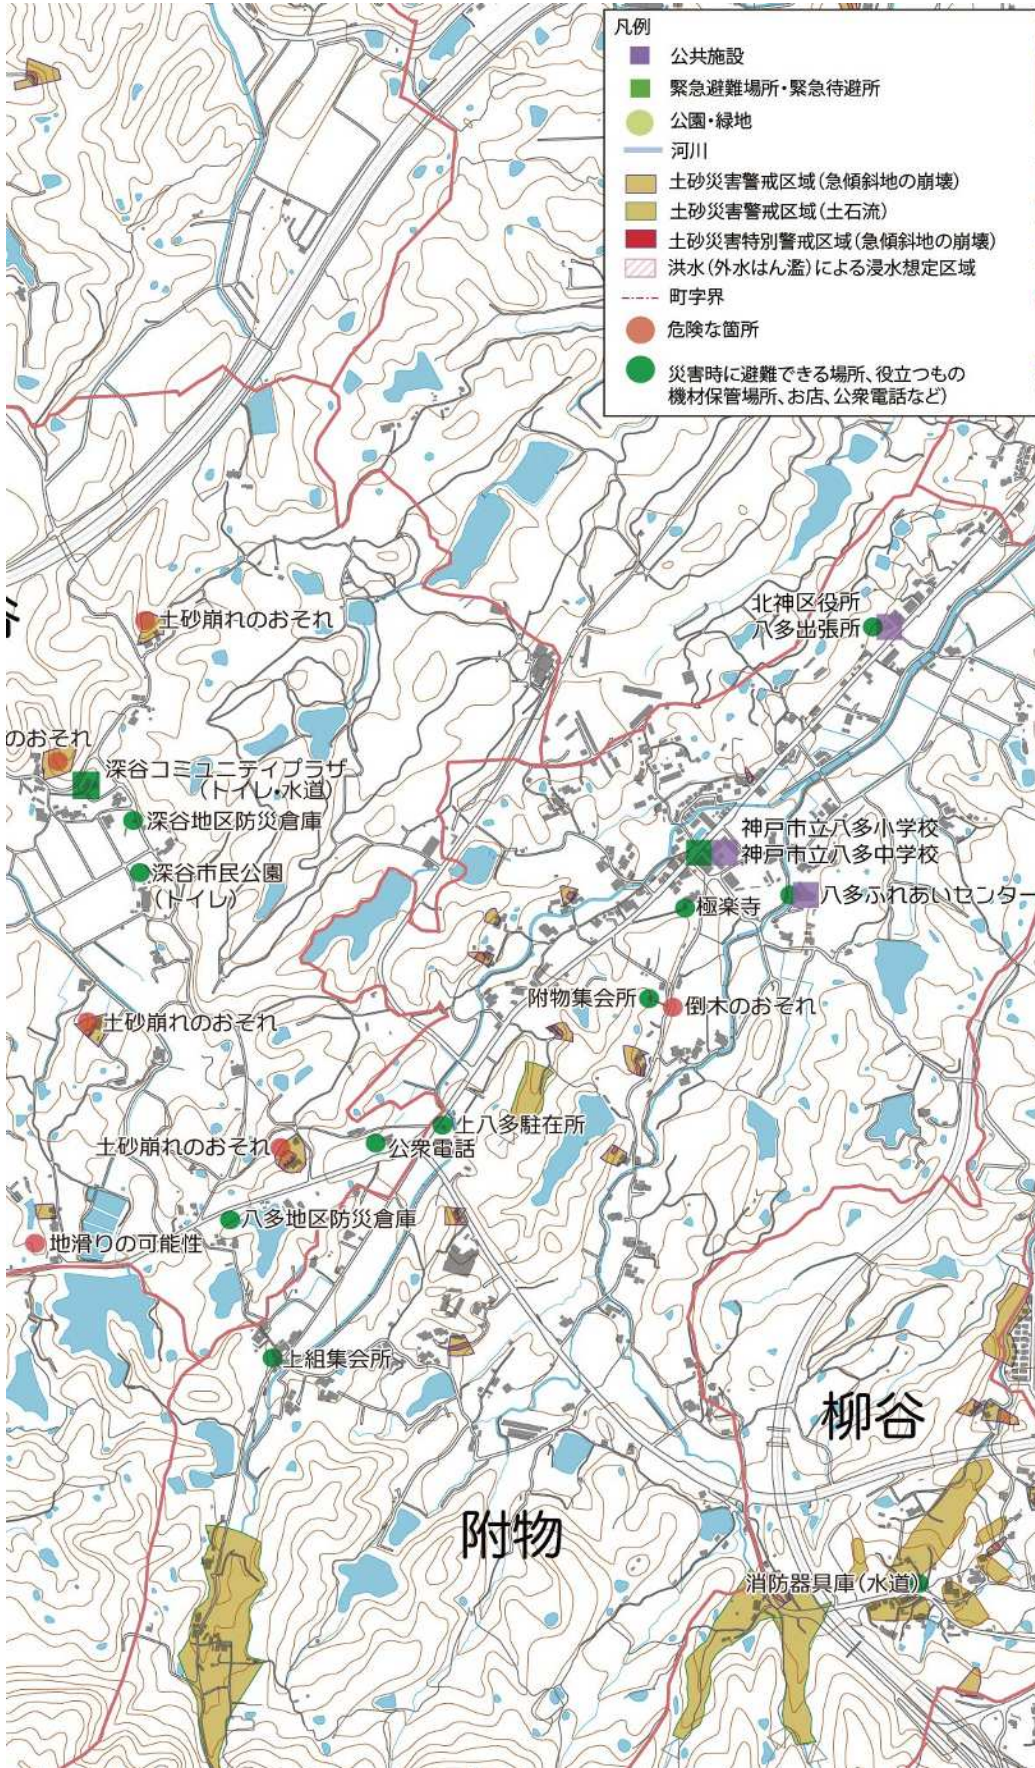 凡例
公共施設
緊急避難場所・緊急待避所
公園・緑地
河川
土砂災害警戒区域(急傾斜地の崩壊)
土砂災害警戒区域(土石流)
土砂災害特別警戒区域(急傾斜地の崩壊)
洪水(外水はん濫)による浸水想定区域
町字界
危険な箇所
災害時に避難できる場所、役立つもの
機材保管場所、お店、公衆電話など)
北神区役所
八多出張所
土砂崩れのおそれ
のおそれ
深谷コミュニティプラザ
(トイレ・水道)
深谷地区防災倉庫
深谷市民公園
(トイレ)
神戸市立八多小学校
神戸市立八多中学校
八多ふれあいセンター
極楽寺
附物集会所
倒木のおそれ
土砂崩れのおそれ
上八多駐在所
公衆電話
土砂崩れのおそれ
八多地区防災倉庫
地滑りの可能性
上組集会所
柳谷
附物
消防器具庫(水道)